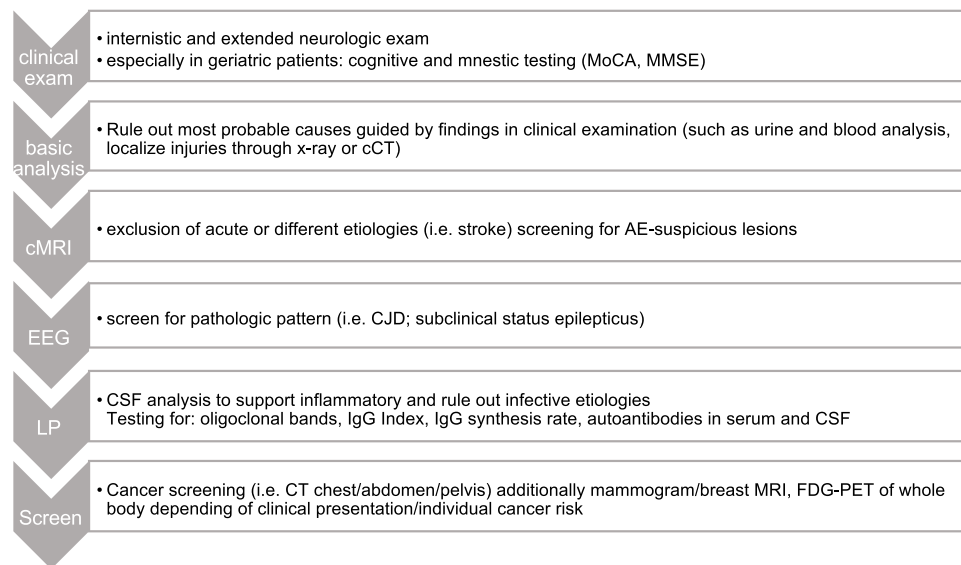 clinical
exam
• internistic and extended neurologic exam
• especially in geriatric patients: cognitive and mnestic testing (MoCA, MMSE)
basic
analysis
• Rule out most probable causes guided by findings in clinical examination (such as urine and blood analysis,
localize injuries through x-ray or cCT)
cMRI
• exclusion of acute or different etiologies (i.e. stroke) screening for AE-suspicious lesions
EEG
• screen for pathologic pattern (i.e. CJD; subclinical status epilepticus)
LP
• CSF analysis to support inflammatory and rule out infective etiologies
Testing for: oligoclonal bands, IgG Index, IgG synthesis rate, autoantibodies in serum and CSF
Screen
• Cancer screening (i.e. CT chest/abdomen/pelvis) additionally mammogram/breast MRI, FDG-PET of whole
body depending of clinical presentation/individual cancer risk